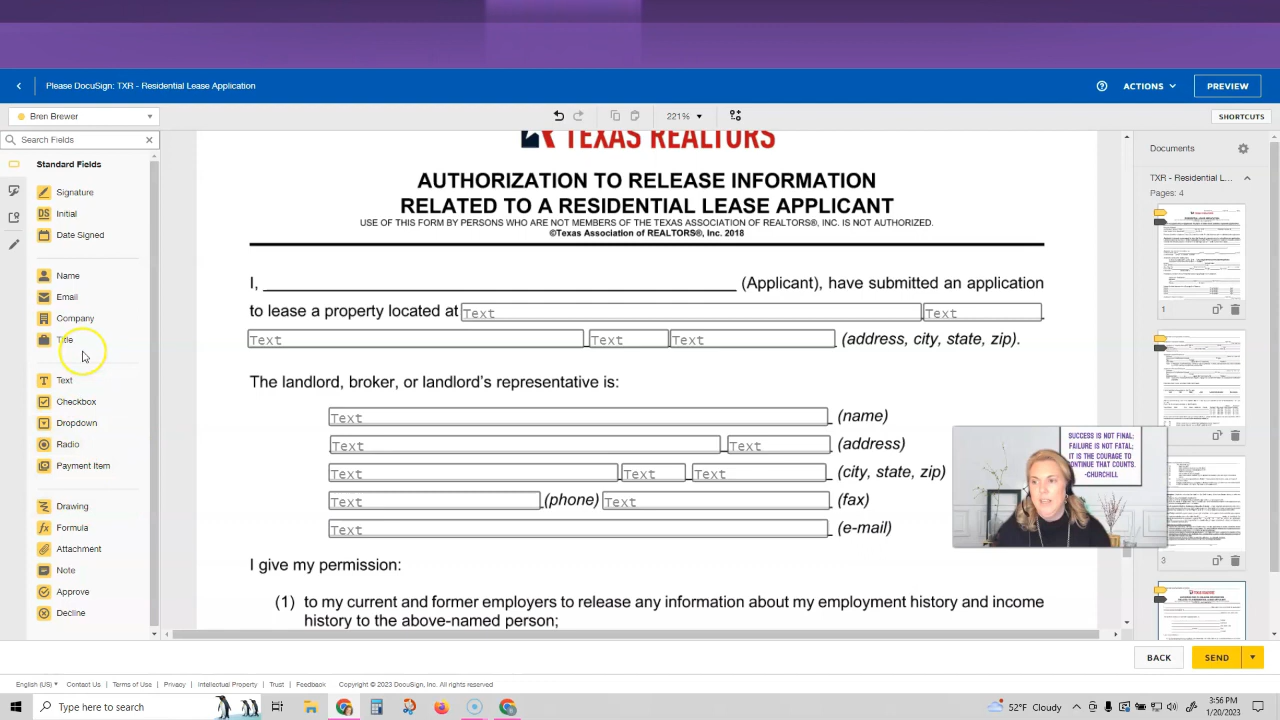 Please DocuSign: TXR - Residential Lease Application
ACTIONS
PREVIEW
Bren Brewer
221%
SHORTCUTS
Search Fields
Standard Fields
Signature
DS Initial
Date Signed
Name
Email
Company
Title
T Text
Checkbox
Dropdown
Radio
Payment Item
Drawing
Formula
Attachment
Note
Approve
Decline
TEXAS REALTORS
AUTHORIZATION TO RELEASE INFORMATION
RELATED TO A RESIDENTIAL LEASE APPLICANT
USE OF THIS FORM BY PERSONS WHO ARE NOT MEMBERS OF THE TEXAS ASSOCIATION OF REALTORS®, INC. IS NOT AUTHORIZED.
©Texas Association of REALTORS®, Inc. 2018
I, (Applicant), have submitted an application
to lease a property located at Text Text
Text Text Text (address, city, state, zip).
The landlord, broker, or landlord's representative is:
Text (name)
Text Text (address)
Text Text Text (city, state, zip)
Text (phone) Text (fax)
Text (e-mail)
I give my permission:
(1) to my current and former employers to release any information about my employment history and income
history to the above-named person;
SUCCESS IS NOT FINAL;
FAILURE IS NOT FATAL;
IT IS THE COURAGE TO
CONTINUE THAT COUNTS.
-CHURCHILL
Documents
TXR - Residential L...
Pages: 4
1
3
BACK
SEND
English (US)
Contact Us
Terms of Use
Privacy
Intellectual Property
Trust
Feedback
Copyright © 2023 DocuSign, Inc. All rights reserved
Type here to search
52°F Cloudy
3:56 PM
1/20/2023